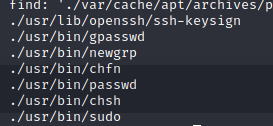 find: './var/cache/apt/archives/p
./usr/lib/openssh/ssh-keysign
./usr/bin/gpasswd
./usr/bin/newgrp
./usr/bin/chfn
./usr/bin/passwd
./usr/bin/chsh
./usr/bin/sudo